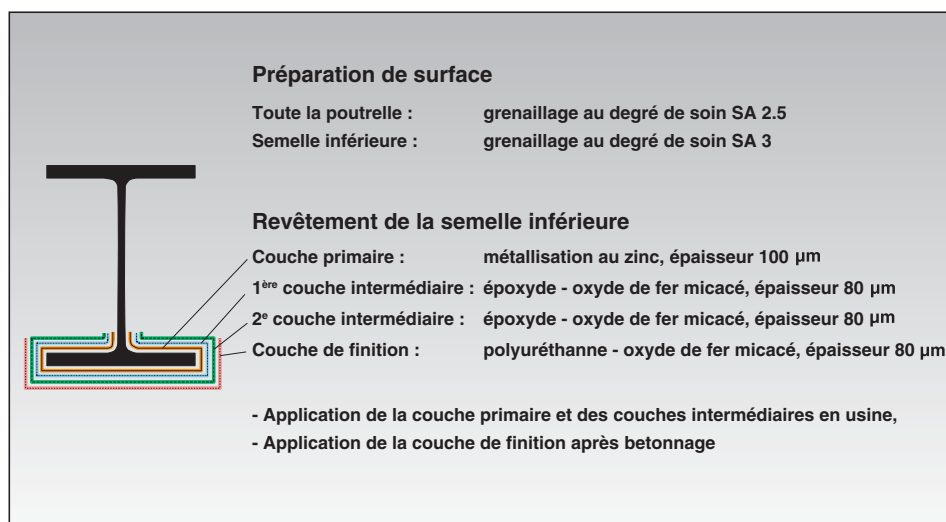 Préparation de surface
Toute la poutrelle : grenaillage au degré de soin SA 2.5
Semelle inférieure : grenaillage au degré de soin SA 3
Revêtement de la semelle inférieure
Couche primaire : métallisation au zinc, épaisseur 100 µm
1ère couche intermédiaire : époxyde - oxyde de fer micacé, épaisseur 80 µm
2e couche intermédiaire : époxyde - oxyde de fer micacé, épaisseur 80 µm
Couche de finition : polyuréthanne - oxyde de fer micacé, épaisseur 80 µm
- Application de la couche primaire et des couches intermédiaires en usine,
- Application de la couche de finition après betonnage